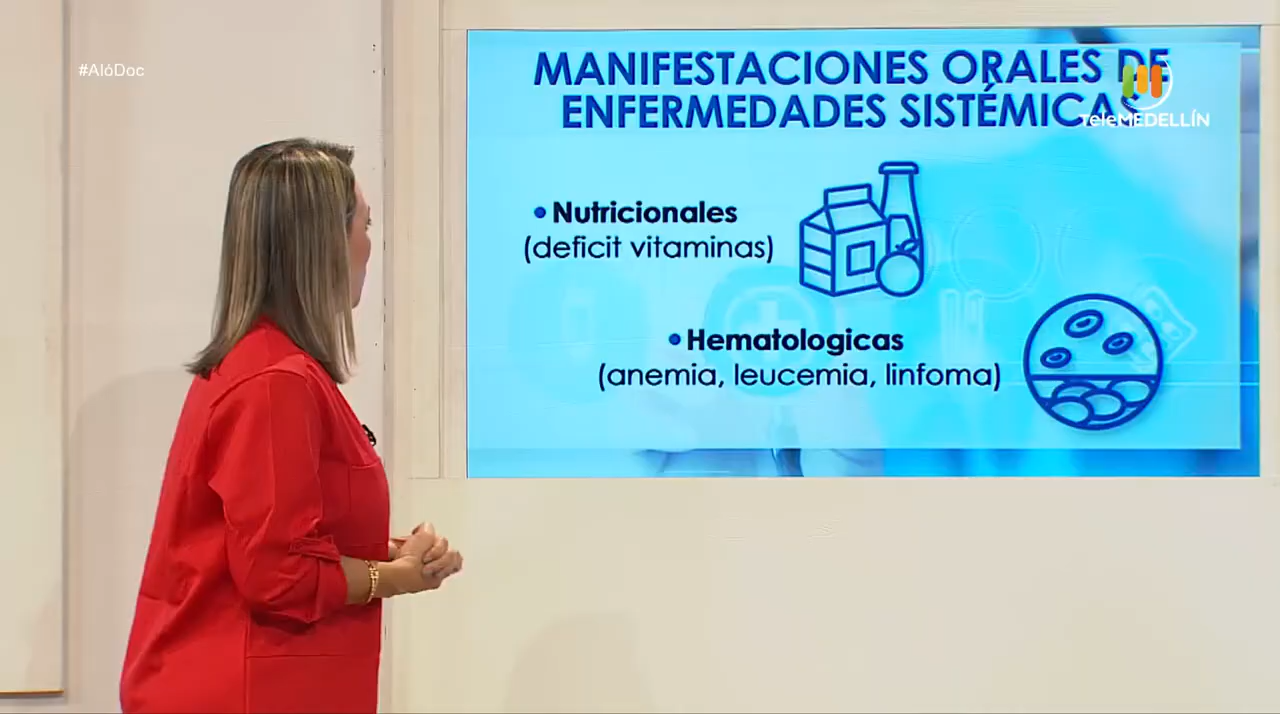 #AlóDoc
MANIFESTACIONES ORALES DE
ENFERMEDADES SISTÉMICAS
TeleMEDELLÍN
•Nutricionales
(deficit vitaminas)
•Hematologicas
(anemia, leucemia, linfoma)